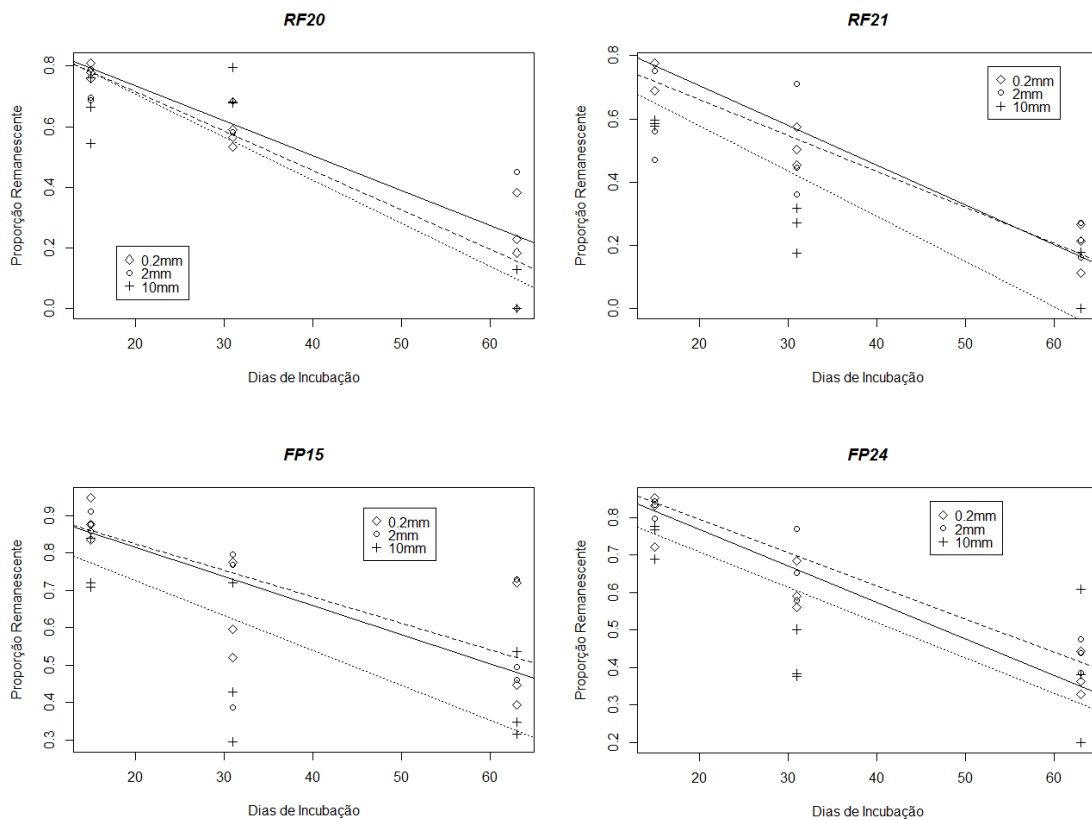 RF20
Proporção Remanescente
0.8
0.6
0.4
0.2
0.0
0.2mm
2mm
10mm
20 30 40 50 60
Dias de Incubação
RF21
Proporção Remanescente
0.8
0.6
0.4
0.2
0.0
0.2mm
2mm
10mm
20 30 40 50 60
Dias de Incubação
FP15
Proporção Remanescente
0.9
0.8
0.7
0.6
0.5
0.4
0.3
0.2mm
2mm
10mm
20 30 40 50 60
Dias de Incubação
FP24
Proporção Remanescente
0.8
0.7
0.6
0.5
0.4
0.3
0.2
0.2mm
2mm
10mm
20 30 40 50 60
Dias de Incubação